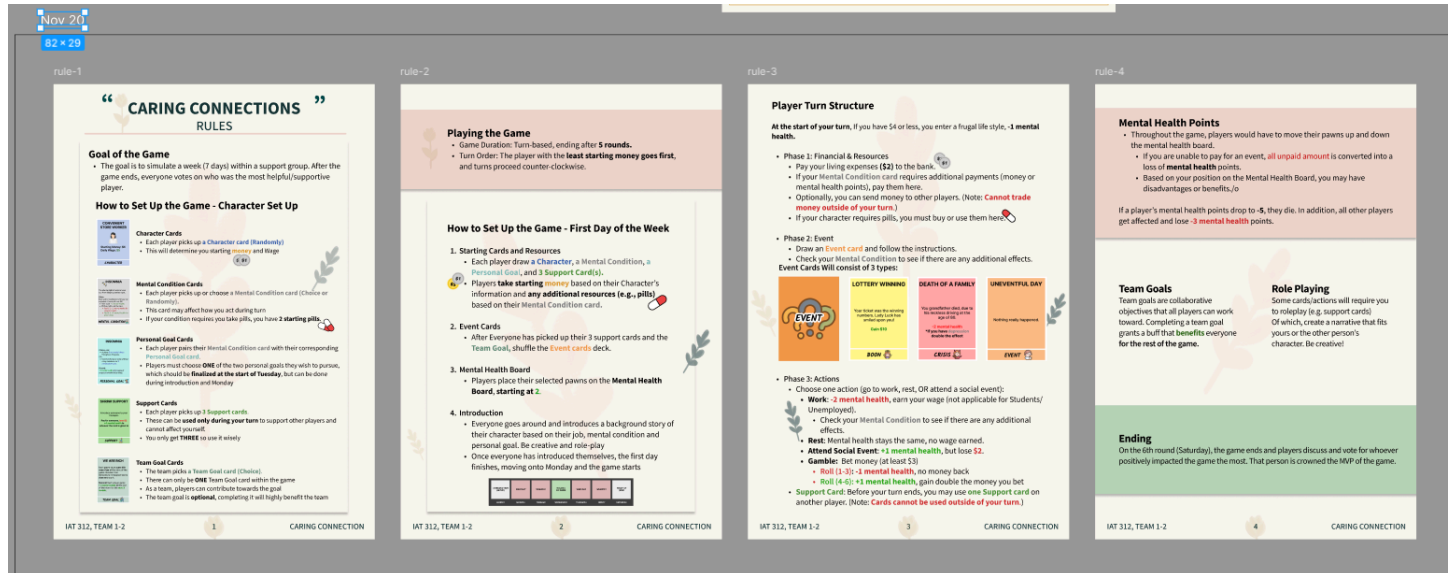 Nov 20
82 × 29
rule-1
“ CARING CONNECTIONS ”
RULES
Goal of the Game
• The goal is to simulate a week (7 days) within a support group. After the
game ends, everyone votes on who was the most helpful/supportive
player.
How to Set Up the Game - Character Set Up
Character Cards
• Each player picks up a Character card (Randomly)
• This will determine you starting money and Wage
CHARACTER
Mental Condition Cards
• Each player picks up or choose a Mental Condition card (Choice or
Randomly).
• This card may affect how you act during turn
• If your condition requires you take pills, you have 2 starting pills.
Personal Goal Cards
• Each player pairs their Mental Condition card with their corresponding
Personal Goal card.
• Players must choose ONE of the two personal goals they wish to pursue,
which should be finalized at the start of Tuesday, but can be done
during introduction and Monday
PERSONAL GOAL
Support Cards
• Each player picks up 3 Support cards.
• These can be used only during your turn to support other players and
cannot affect yourself.
• You only get THREE so use it wisely
Team Goal Cards
• The team picks a Team Goal card (Choice).
• There can only be ONE Team Goal card within the game
• As a team, players can contribute towards the goal
• The team goal is optional, completing it will highly benefit the team
TEAM GOAL
IAT 312, TEAM 1-2
1
CARING CONNECTION
rule-2
Playing the Game
• Game Duration: Turn-based, ending after 5 rounds.
• Turn Order: The player with the least starting money goes first,
and turns proceed counter-clockwise.
How to Set Up the Game - First Day of the Week
1. Starting Cards and Resources
• Each player draw a Character, a Mental Condition, a
Personal Goal, and 3 Support Card(s).
• Players take starting money based on their Character's
information and any additional resources (e.g., pills)
based on their Mental Condition card.
2. Event Cards
• After Everyone has picked up their 3 support cards and the
Team Goal, shuffle the Event cards deck.
3. Mental Health Board
• Players place their selected pawns on the Mental Health
Board, starting at 2.
4. Introduction
• Everyone goes around and introduces a background story of
their character based on their job, mental condition and
personal goal. Be creative and role-play
• Once everyone has introduced themselves, the first day
finishes, moving onto Monday and the game starts
IAT 312, TEAM 1-2
2
CARING CONNECTION
rule-3
Player Turn Structure
At the start of your turn, If you have $4 or less, you enter a frugal life style, -1 mental
health.
• Phase 1: Financial & Resources
• Pay your living expenses ($2) to the bank.
• If your Mental Condition card requires additional payments (money or
mental health points), pay them here.
• Optionally, you can send money to other players. (Note: Cannot trade
money outside of your turn.)
• If your character requires pills, you must buy or use them here.
• Phase 2: Event
• Draw an Event card and follow the instructions.
• Check your Mental Condition to see if there are any additional effects.
Event Cards Will consist of 3 types:
EVENT
LOTTERY WINNING
Your ticket was the winning
numbers. Lady Luck has
smiled upon you!
Gain $10
BOON
DEATH OF A FAMILY
double the effect
CRISIS
UNEVENTFUL DAY
Nothing really happened.
EVENT
• Phase 3: Actions
• Choose one action (go to work, rest, OR attend a social event):
• Work: -2 mental health, earn your wage (not applicable for Students/
Unemployed).
• Check your Mental Condition to see if there are any additional
effects.
• Rest: Mental health stays the same, no wage earned.
• Attend Social Event: +1 mental health, but lose $2.
• Gamble: Bet money (at least $3)
• Roll (1-3): -1 mental health, no money back
• Roll (4-6): +1 mental health, gain double the money you bet
• Support Card: Before your turn ends, you may use one Support card on
another player. (Note: Cards cannot be used outside of your turn.)
IAT 312, TEAM 1-2
3
CARING CONNECTION
rule-4
Mental Health Points
• Throughout the game, players would have to move their pawns up and down
the mental health board.
• If you are unable to pay for an event, all unpaid amount is converted into a
loss of mental health points.
• Based on your position on the Mental Health Board, you may have
disadvantages or benefits./o
If a player's mental health points drop to -5, they die. In addition, all other players
get affected and lose -3 mental health points.
Team Goals
Team goals are collaborative
objectives that all players can work
toward. Completing a team goal
grants a buff that benefits everyone
for the rest of the game.
Role Playing
Some cards/actions will require you
to roleplay (e.g. support cards)
Of which, create a narrative that fits
yours or the other person's
character. Be creative!
Ending
On the 6th round (Saturday), the game ends and players discuss and vote for whoever
positively impacted the game the most. That person is crowned the MVP of the game.
IAT 312, TEAM 1-2
4
CARING CONNECTION